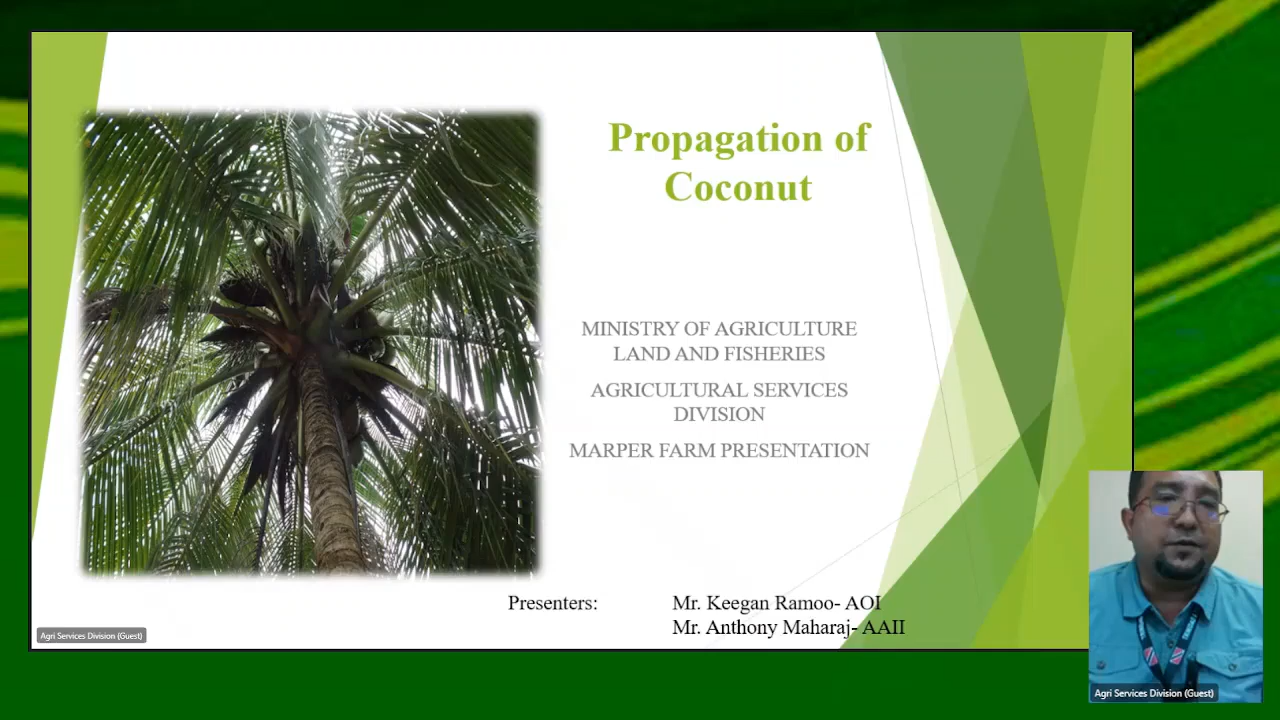 Propagation of
Coconut
MINISTRY OF AGRICULTURE
LAND AND FISHERIES
AGRICULTURAL SERVICES
DIVISION
MARPER FARM PRESENTATION
Presenters: Mr. Keegan Ramoo- AOI
Mr. Anthony Maharaj- AAII
Agri Services Division (Guest)
Agri Services Division (Guest)